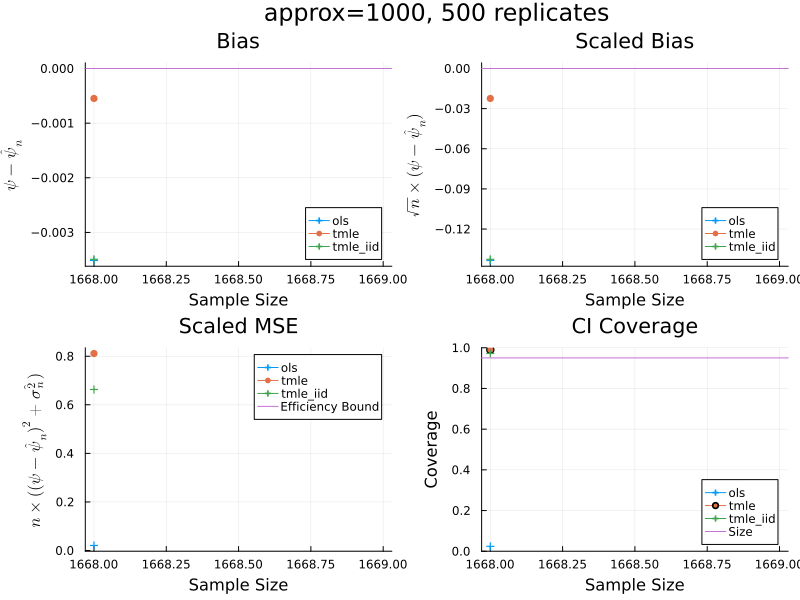 approx=1000, 500 replicates
Bias
0.000
−0.001
−0.002
−0.003
ψ − ψ̂ₙ
ols
tmle
tmle_iid
1668.00 1668.25 1668.50 1668.75 1669.00
Sample Size
Scaled Bias
0.00
−0.03
−0.06
−0.09
−0.12
√n × (ψ − ψ̂ₙ)
ols
tmle
tmle_iid
1668.00 1668.25 1668.50 1668.75 1669.00
Sample Size
Scaled MSE
0.8
0.6
0.4
0.2
0.0
n × ((ψ − ψ̂ₙ)² + σ̂ₙ²)
ols
tmle
tmle_iid
Efficiency Bound
1668.00 1668.25 1668.50 1668.75 1669.00
Sample Size
CI Coverage
1.0
0.8
0.6
0.4
0.2
0.0
Coverage
ols
tmle
tmle_iid
Size
1668.00 1668.25 1668.50 1668.75 1669.00
Sample Size